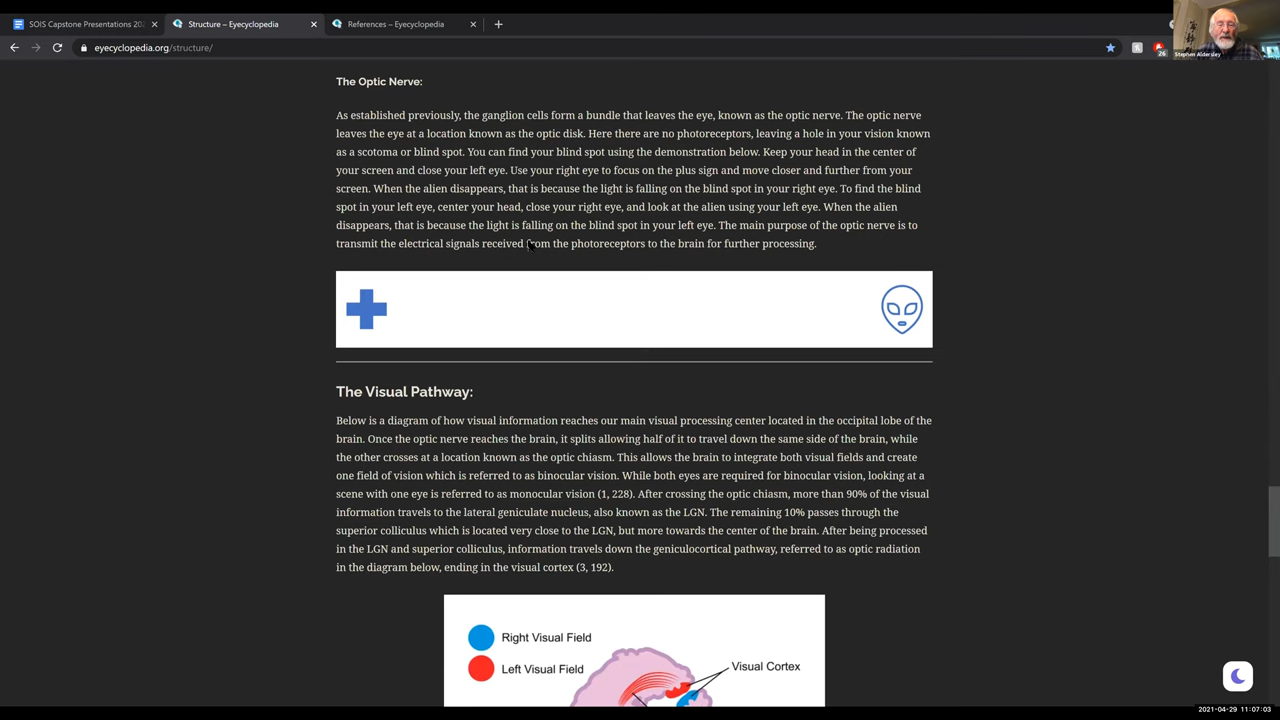 SOIS Capstone Presentations 202
Structure – Eyecyclopedia
References – Eyecyclopedia
eyecyclopedia.org/structure/
26
Stephen Aldersley
The Optic Nerve:
As established previously, the ganglion cells form a bundle that leaves the eye, known as the optic nerve. The optic nerve
leaves the eye at a location known as the optic disk. Here there are no photoreceptors, leaving a hole in your vision known
as a scotoma or blind spot. You can find your blind spot using the demonstration below. Keep your head in the center of
your screen and close your left eye. Use your right eye to focus on the plus sign and move closer and further from your
screen. When the alien disappears, that is because the light is falling on the blind spot in your right eye. To find the blind
spot in your left eye, center your head, close your right eye, and look at the alien using your left eye. When the alien
disappears, that is because the light is falling on the blind spot in your left eye. The main purpose of the optic nerve is to
transmit the electrical signals received from the photoreceptors to the brain for further processing.
The Visual Pathway:
Below is a diagram of how visual information reaches our main visual processing center located in the occipital lobe of the
brain. Once the optic nerve reaches the brain, it splits allowing half of it to travel down the same side of the brain, while
the other crosses at a location known as the optic chiasm. This allows the brain to integrate both visual fields and create
one field of vision which is referred to as binocular vision. While both eyes are required for binocular vision, looking at a
scene with one eye is referred to as monocular vision (1, 228). After crossing the optic chiasm, more than 90% of the visual
information travels to the lateral geniculate nucleus, also known as the LGN. The remaining 10% passes through the
superior colliculus which is located very close to the LGN, but more towards the center of the brain. After being processed
in the LGN and superior colliculus, information travels down the geniculocortical pathway, referred to as optic radiation
in the diagram below, ending in the visual cortex (3, 192).
Right Visual Field
Left Visual Field
Visual Cortex
2021-04-29 11:07:03